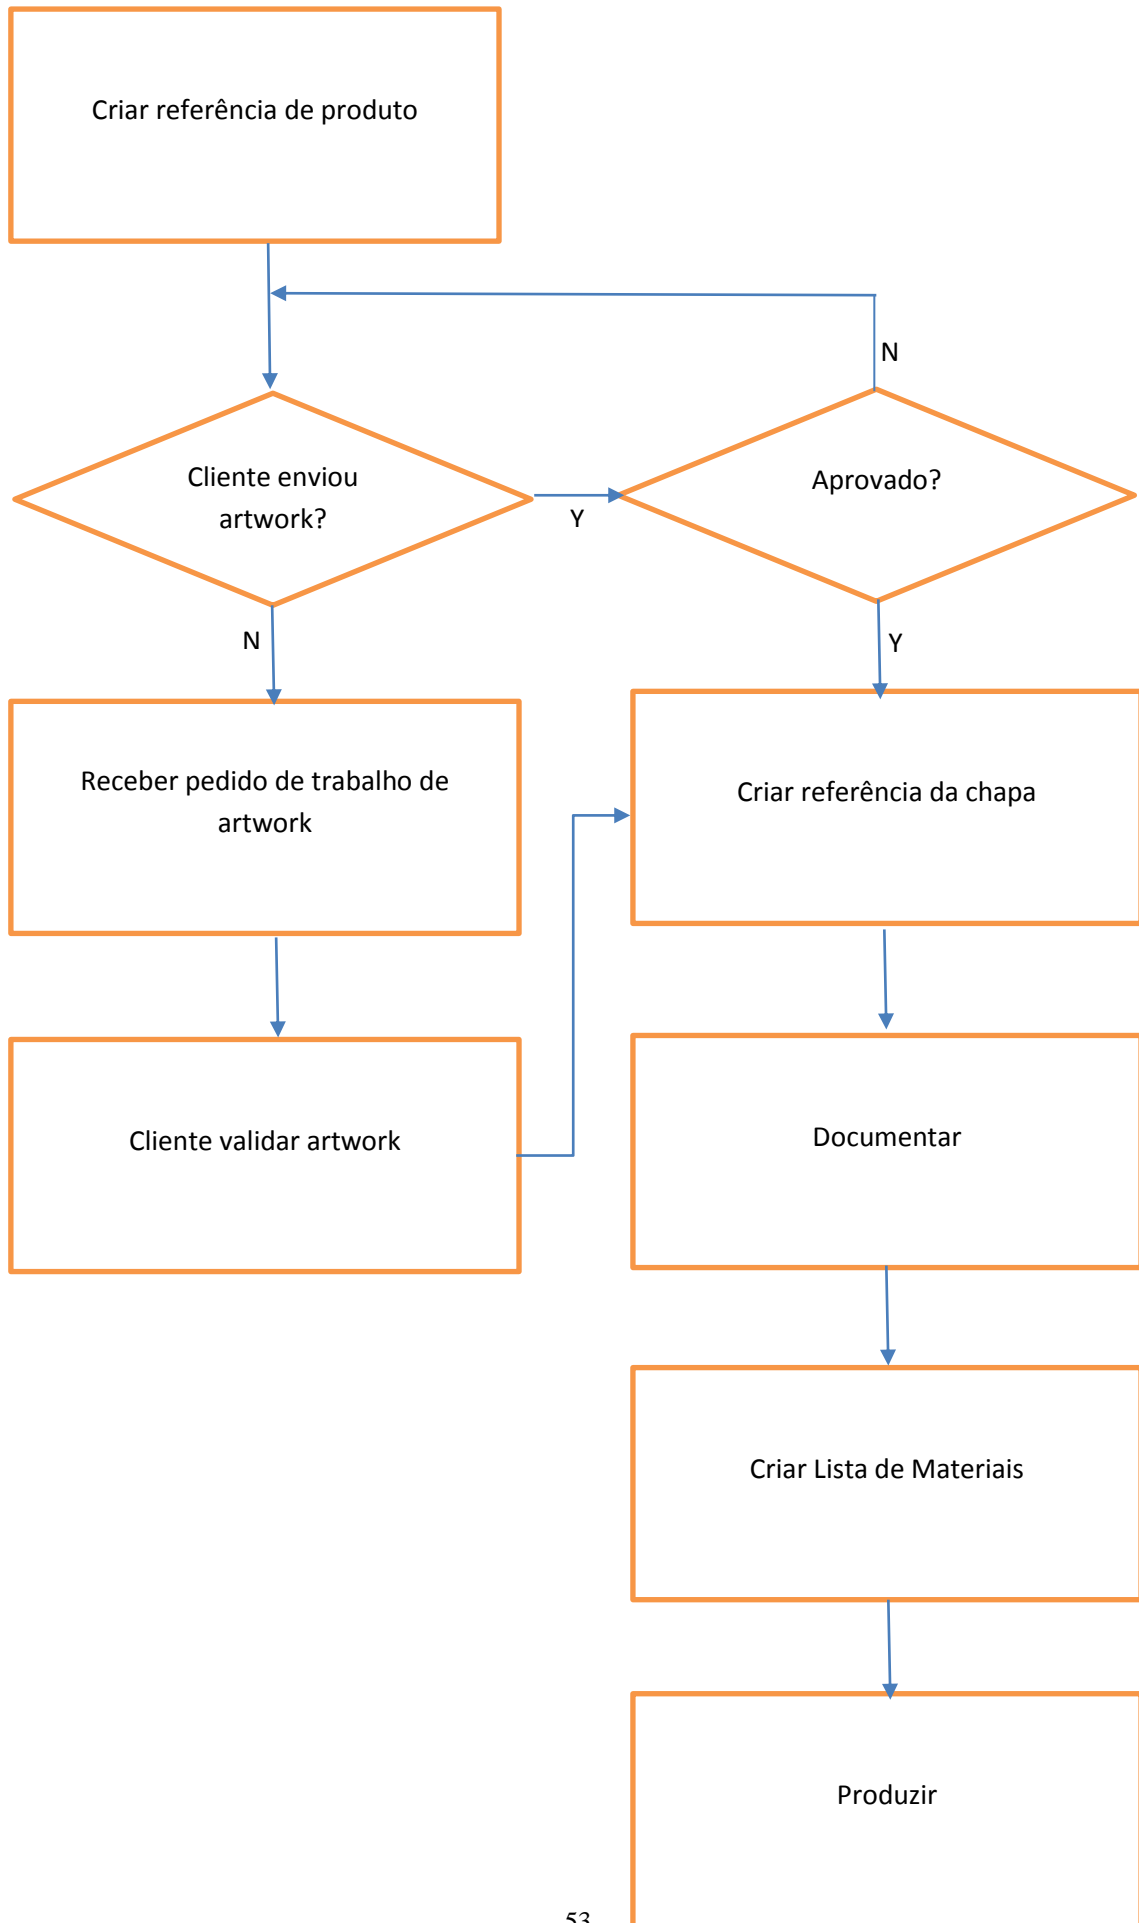 Criar referência de produto
N
Cliente enviou
artwork?
Y
Aprovado?
N
Y
Receber pedido de trabalho de
artwork
Criar referência da chapa
Cliente validar artwork
Documentar
Criar Lista de Materiais
Produzir
53